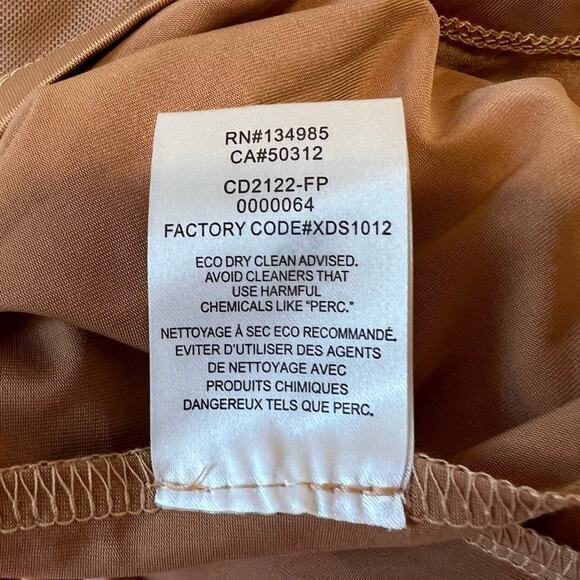 RN#134985
CA#50312
CD2122-FP
0000064
FACTORY CODE#XDS1012
ECO DRY CLEAN ADVISED.
AVOID CLEANERS THAT
USE HARMFUL
CHEMICALS LIKE "PERC."
NETTOYAGE À SEC ECO RECOMMANDÉ.
EVITER D'UTILISER DES AGENTS
DE NETTOYAGE AVEC
PRODUITS CHIMIQUES
DANGEREUX TELS QUE PERC.